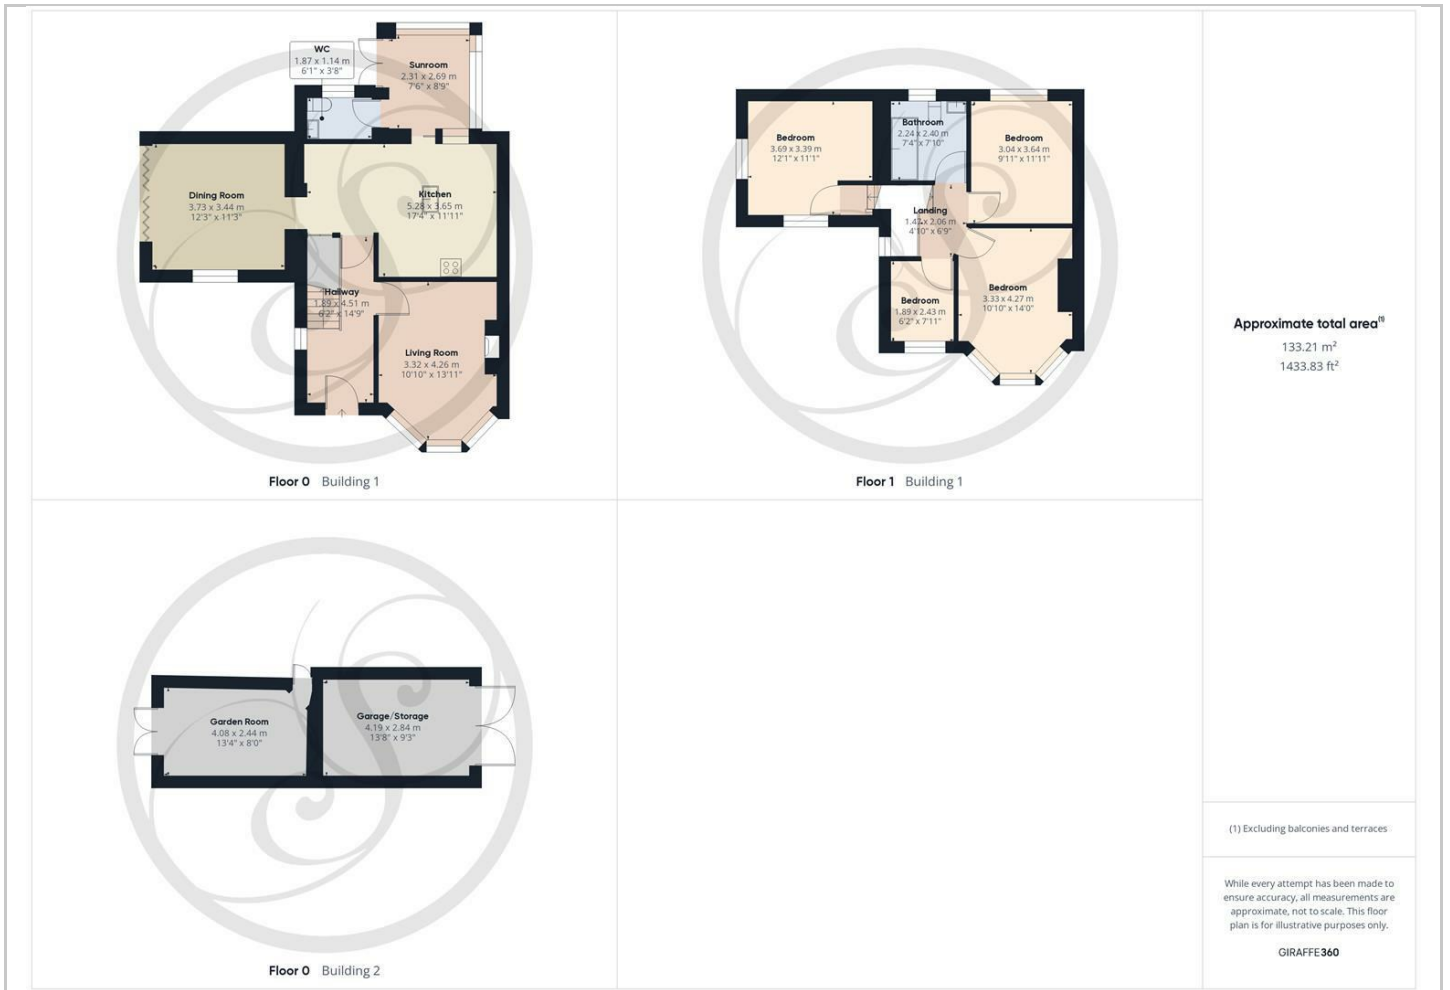 WC
1.87 x 1.14 m
6'1" x 3'8"
Sunroom
2.31 x 2.69 m
7'6" x 8'9"
Dining Room
3.73 x 3.44 m
12'3" x 11'3"
Kitchen
5.28 x 3.65 m
17'4" x 11'11"
Hallway
1.89 x 4.51 m
6'2" x 14'9"
Living Room
3.32 x 4.26 m
10'10" x 13'11"
Floor 0 Building 1
Bedroom
3.69 x 3.39 m
12'1" x 11'1"
Bathroom
2.24 x 2.40 m
7'4" x 7'10"
Bedroom
3.04 x 3.64 m
9'11" x 11'11"
Landing
1.47 x 2.06 m
4'10" x 6'9"
Bedroom
1.89 x 2.43 m
6'2" x 7'11"
Bedroom
3.33 x 4.27 m
10'10" x 14'0"
Floor 1 Building 1
Garden Room
4.08 x 2.44 m
13'4" x 8'0"
Garage/Storage
4.19 x 2.84 m
13'8" x 9'3"
Floor 0 Building 2
Approximate total area(1)
133.21 m²
1433.83 ft²
(1) Excluding balconies and terraces
While every attempt has been made to
ensure accuracy, all measurements are
approximate, not to scale. This floor
plan is for illustrative purposes only.
GIRAFFE360